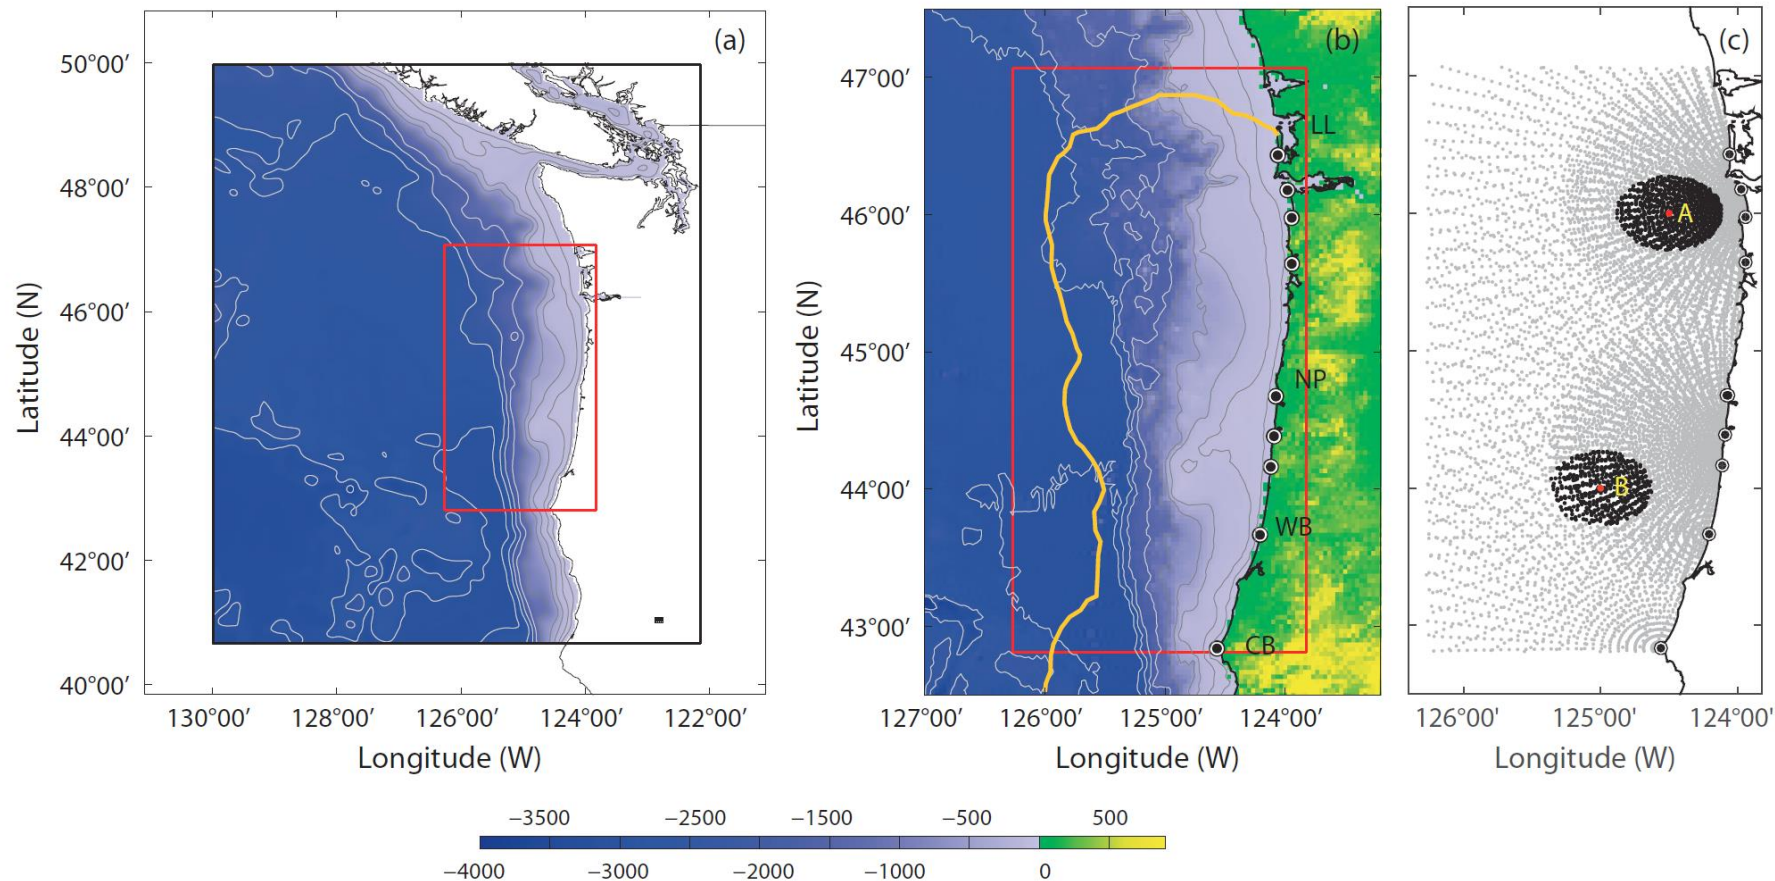 (a)
50°00′
48°00′
46°00′
44°00′
42°00′
40°00′
Latitude (N)
130°00′ 128°00′ 126°00′ 124°00′ 122°00′
Longitude (W)
(b)
47°00′
46°00′
45°00′
44°00′
43°00′
Latitude (N)
LL
NP
WB
CB
127°00′ 126°00′ 125°00′ 124°00′
Longitude (W)
(c)
A
B
126°00′ 125°00′ 124°00′
Longitude (W)
−3500 −2500 −1500 −500 500
−4000 −3000 −2000 −1000 0